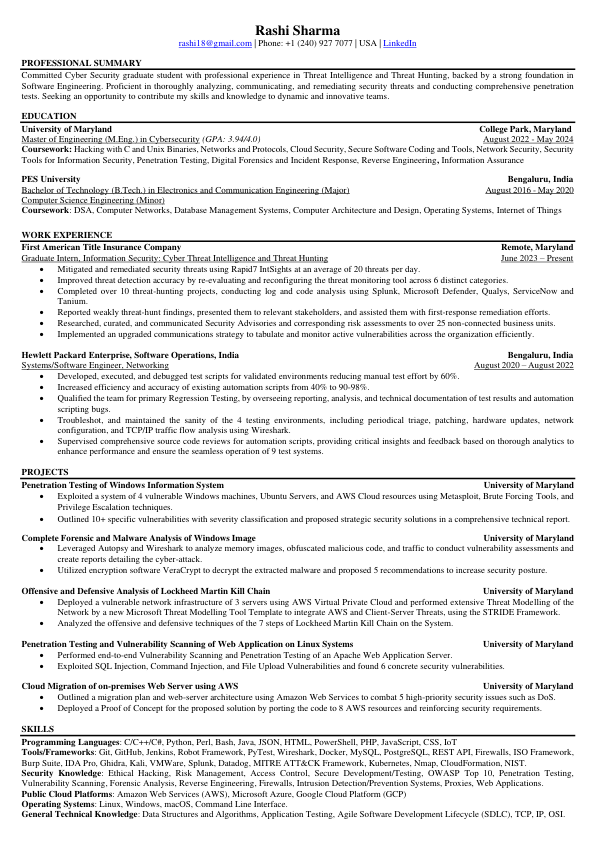 Rashi Sharma
rashi18@gmail.com | Phone: +1 (240) 927 7077 | USA | LinkedIn
PROFESSIONAL SUMMARY
Committed Cyber Security graduate student with professional experience in Threat Intelligence and Threat Hunting, backed by a strong foundation in
Software Engineering. Proficient in thoroughly analyzing, communicating, and remediating security threats and conducting comprehensive penetration
tests. Seeking an opportunity to contribute my skills and knowledge to dynamic and innovative teams.
EDUCATION
University of Maryland College Park, Maryland
Master of Engineering (M.Eng.) in Cybersecurity (GPA: 3.94/4.0) August 2022 - May 2024
Coursework: Hacking with C and Unix Binaries, Networks and Protocols, Cloud Security, Secure Software Coding and Tools, Network Security, Security
Tools for Information Security, Penetration Testing, Digital Forensics and Incident Response, Reverse Engineering, Information Assurance
PES University Bengaluru, India
Bachelor of Technology (B.Tech.) in Electronics and Communication Engineering (Major) August 2016 - May 2020
Computer Science Engineering (Minor)
Coursework: DSA, Computer Networks, Database Management Systems, Computer Architecture and Design, Operating Systems, Internet of Things
WORK EXPERIENCE
First American Title Insurance Company Remote, Maryland
Graduate Intern, Information Security: Cyber Threat Intelligence and Threat Hunting June 2023 – Present
• Mitigated and remediated security threats using Rapid7 IntSights at an average of 20 threats per day.
• Improved threat detection accuracy by re-evaluating and reconfiguring the threat monitoring tool across 6 distinct categories.
• Completed over 10 threat-hunting projects, conducting log and code analysis using Splunk, Microsoft Defender, Qualys, ServiceNow and
Tanium.
• Reported weekly threat-hunt findings, presented them to relevant stakeholders, and assisted them with first-response remediation efforts.
• Researched, curated, and communicated Security Advisories and corresponding risk assessments to over 25 non-connected business units.
• Implemented an upgraded communications strategy to tabulate and monitor active vulnerabilities across the organization efficiently.
Hewlett Packard Enterprise, Software Operations, India Bengaluru, India
Systems/Software Engineer, Networking August 2020 – August 2022
• Developed, executed, and debugged test scripts for validated environments reducing manual test effort by 60%.
• Increased efficiency and accuracy of existing automation scripts from 40% to 90-98%.
• Qualified the team for primary Regression Testing, by overseeing reporting, analysis, and technical documentation of test results and automation
scripting bugs.
• Troubleshot, and maintained the sanity of the 4 testing environments, including periodical triage, patching, hardware updates, network
configuration, and TCP/IP traffic flow analysis using Wireshark.
• Supervised comprehensive source code reviews for automation scripts, providing critical insights and feedback based on thorough analytics to
enhance performance and ensure the seamless operation of 9 test systems.
PROJECTS
Penetration Testing of Windows Information System University of Maryland
• Exploited a system of 4 vulnerable Windows machines, Ubuntu Servers, and AWS Cloud resources using Metasploit, Brute Forcing Tools, and
Privilege Escalation techniques.
• Outlined 10+ specific vulnerabilities with severity classification and proposed strategic security solutions in a comprehensive technical report.
Complete Forensic and Malware Analysis of Windows Image University of Maryland
• Leveraged Autopsy and Wireshark to analyze memory images, obfuscated malicious code, and traffic to conduct vulnerability assessments and
create reports detailing the cyber-attack.
• Utilized encryption software VeraCrypt to decrypt the extracted malware and proposed 5 recommendations to increase security posture.
Offensive and Defensive Analysis of Lockheed Martin Kill Chain University of Maryland
• Deployed a vulnerable network infrastructure of 3 servers using AWS Virtual Private Cloud and performed extensive Threat Modelling of the
Network by a new Microsoft Threat Modelling Tool Template to integrate AWS and Client-Server Threats, using the STRIDE Framework.
• Analyzed the offensive and defensive techniques of the 7 steps of Lockheed Martin Kill Chain on the System.
Penetration Testing and Vulnerability Scanning of Web Application on Linux Systems University of Maryland
• Performed end-to-end Vulnerability Scanning and Penetration Testing of an Apache Web Application Server.
• Exploited SQL Injection, Command Injection, and File Upload Vulnerabilities and found 6 concrete security vulnerabilities.
Cloud Migration of on-premises Web Server using AWS University of Maryland
• Outlined a migration plan and web-server architecture using Amazon Web Services to combat 5 high-priority security issues such as DoS.
• Deployed a Proof of Concept for the proposed solution by porting the code to 8 AWS resources and reinforcing security requirements.
SKILLS
Programming Languages: C/C++/C#, Python, Perl, Bash, Java, JSON, HTML, PowerShell, PHP, JavaScript, CSS, IoT
Tools/Frameworks: Git, GitHub, Jenkins, Robot Framework, PyTest, Wireshark, Docker, MySQL, PostgreSQL, REST API, Firewalls, ISO Framework,
Burp Suite, IDA Pro, Ghidra, Kali, VMWare, Splunk, Datadog, MITRE ATT&CK Framework, Kubernetes, Nmap, CloudFormation, NIST.
Security Knowledge: Ethical Hacking, Risk Management, Access Control, Secure Development/Testing, OWASP Top 10, Penetration Testing,
Vulnerability Scanning, Forensic Analysis, Reverse Engineering, Firewalls, Intrusion Detection/Prevention Systems, Proxies, Web Applications.
Public Cloud Platforms: Amazon Web Services (AWS), Microsoft Azure, Google Cloud Platform (GCP)
Operating Systems: Linux, Windows, macOS, Command Line Interface.
General Technical Knowledge: Data Structures and Algorithms, Application Testing, Agile Software Development Lifecycle (SDLC), TCP, IP, OSI.